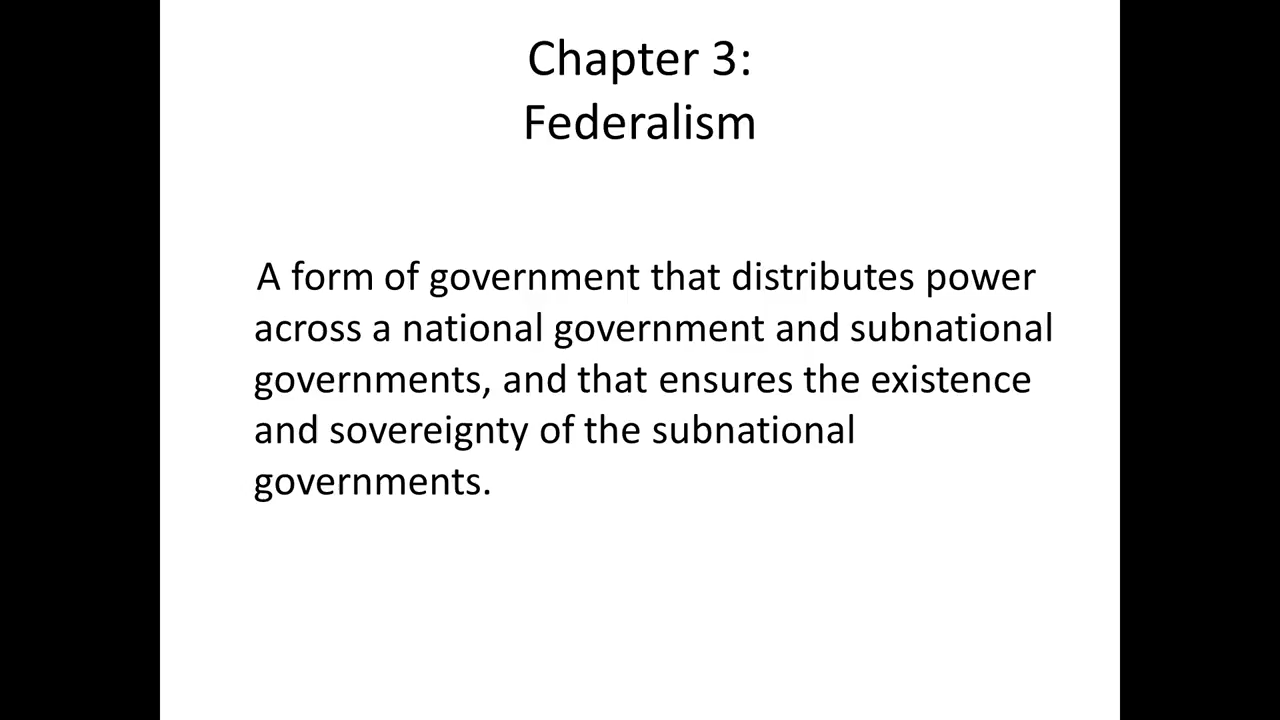 Chapter 3:
Federalism
A form of government that distributes power
across a national government and subnational
governments, and that ensures the existence
and sovereignty of the subnational
governments.